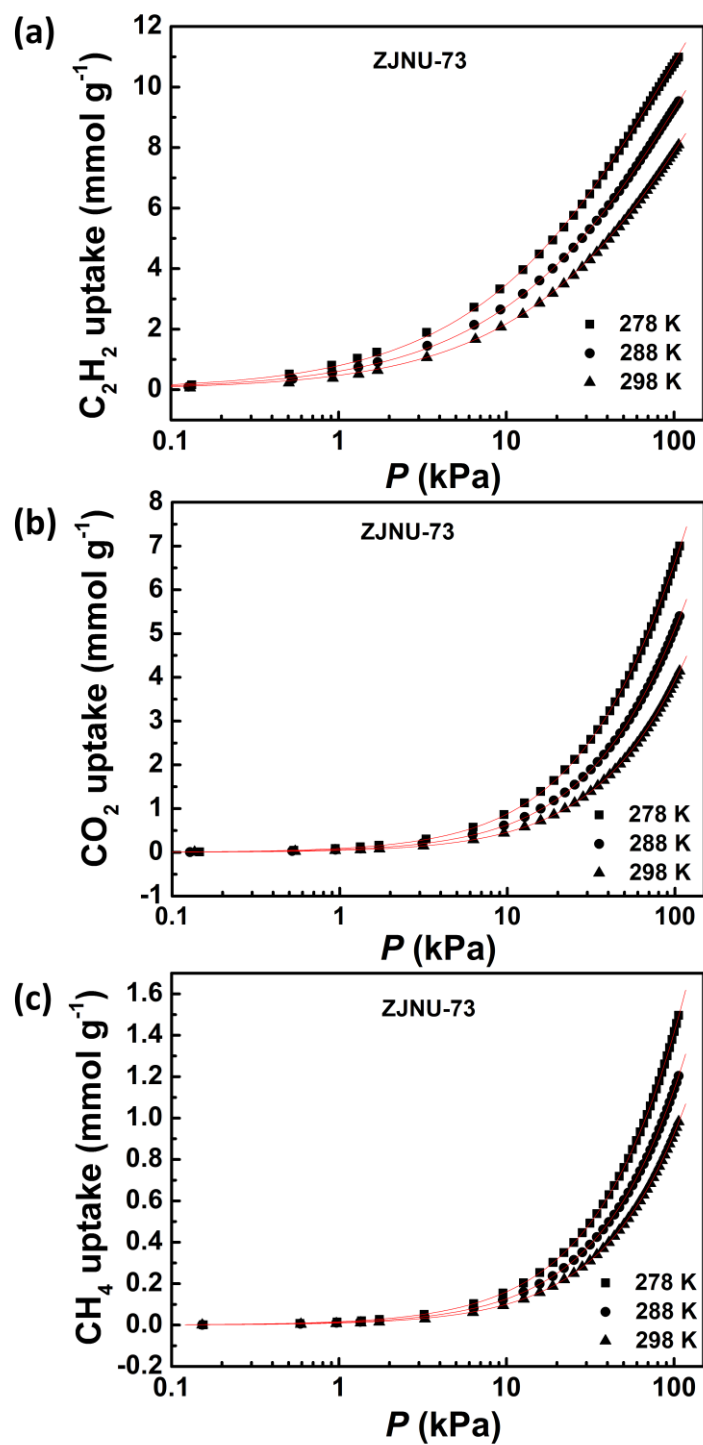 (a)
ZJNU-73
C₂H₂ uptake (mmol g⁻¹)
12
10
8
6
4
2
0
278 K
288 K
298 K
0.1 1 10 100
P (kPa)
(b)
ZJNU-73
CO₂ uptake (mmol g⁻¹)
8
7
6
5
4
3
2
1
0
-1
278 K
288 K
298 K
0.1 1 10 100
P (kPa)
(c)
ZJNU-73
CH₄ uptake (mmol g⁻¹)
1.6
1.4
1.2
1.0
0.8
0.6
0.4
0.2
0.0
-0.2
278 K
288 K
298 K
0.1 1 10 100
P (kPa)